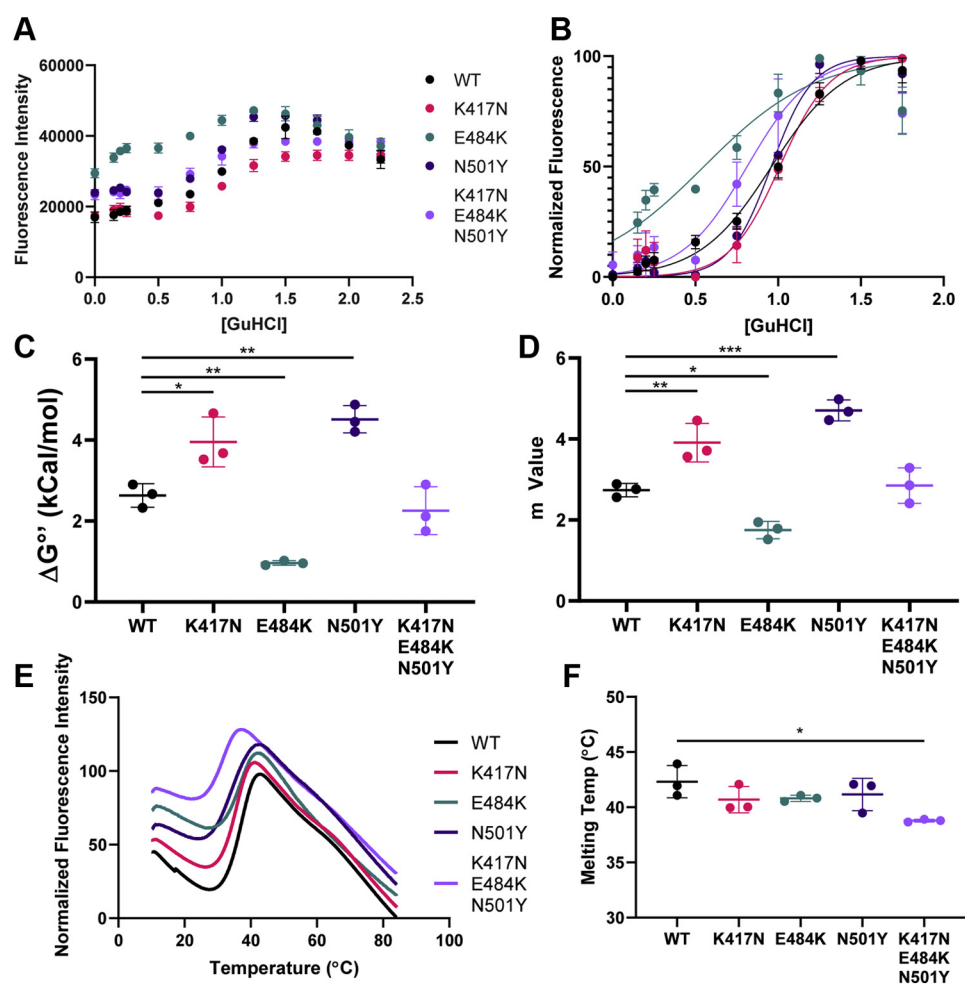 A
Fluorescence Intensity
60000
40000
20000
0
0.0 0.5 1.0 1.5 2.0 2.5
[GuHCl]
WT
K417N
E484K
N501Y
K417N
E484K
N501Y
B
Normalized Fluorescence
100
50
0
0.0 0.5 1.0 1.5 2.0
[GuHCl]
C
ΔG°’ (kCal/mol)
6
4
2
0
**
**
*
WT K417N E484K N501Y K417N
E484K
N501Y
D
m Value
6
4
2
0
***
*
**
WT K417N E484K N501Y K417N
E484K
N501Y
E
Normalized Fluorescence Intensity
150
100
50
0
0 20 40 60 80 100
Temperature (°C)
WT
K417N
E484K
N501Y
K417N
E484K
N501Y
F
Melting Temp (°C)
50
45
40
35
30
*
WT K417N E484K N501Y K417N
E484K
N501Y